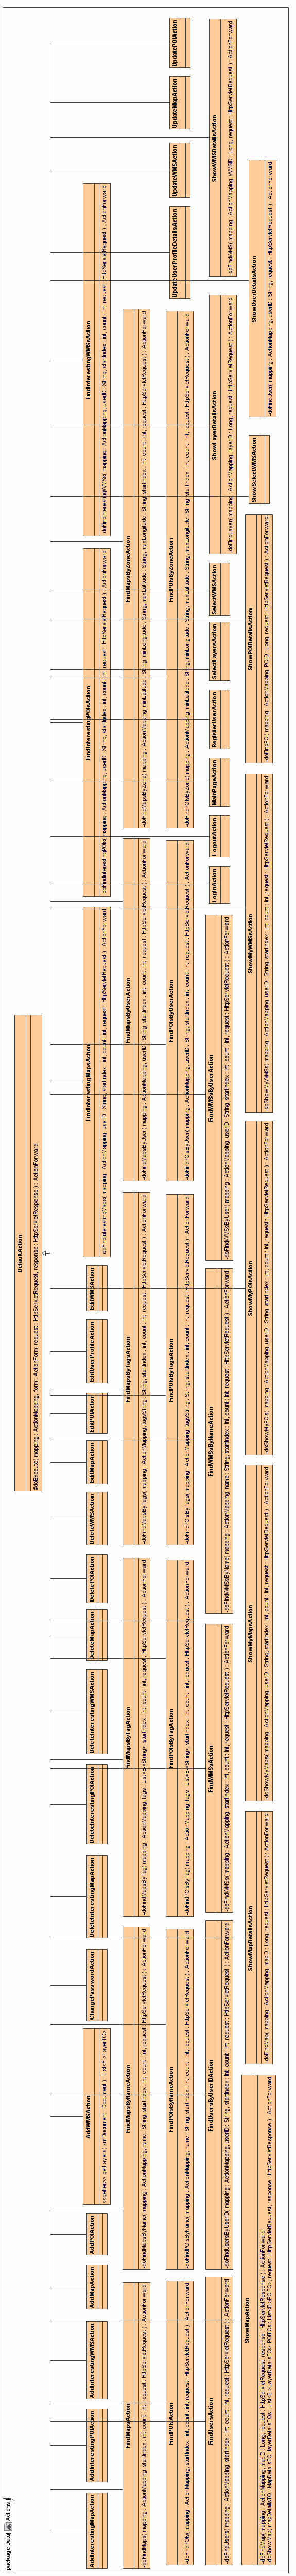 package Data[ Actions ]
DefaultAction
#doExecute( mapping : ActionMapping, form : ActionForm, request : HttpServletRequest, response : HttpServletResponse ) : ActionForward
AddInterestingMapAction
AddInterestingPOIAction
AddInterestingWMSAction
AddMapAction
AddPOIAction
AddWMSAction
<<getter>>-getLayers( xmlDocument : Document ) : List<E->LayerTO>
ChangePasswordAction
DeleteInterestingMapAction
DeleteInterestingPOIAction
DeleteInterestingWMSAction
DeleteMapAction
DeletePOIAction
DeleteWMSAction
EditMapAction
EditPOIAction
EditUserProfileAction
EditWMSAction
FindInterestingMapsAction
-doFindInterestingMaps( mapping : ActionMapping, userID : String, startIndex : int, count : int, request : HttpServletRequest ) : ActionForward
FindInterestingPOIsAction
-doFindInterestingPOIs( mapping : ActionMapping, userID : String, startIndex : int, count : int, request : HttpServletRequest ) : ActionForward
FindInterestingWMSsAction
-doFindInterestingWMSs( mapping : ActionMapping, userID : String, startIndex : int, count : int, request : HttpServletRequest ) : ActionForward
FindMapsAction
-doFindMaps( mapping : ActionMapping, startIndex : int, count : int, request : HttpServletRequest ) : ActionForward
FindMapsByNameAction
-doFindMapsByName( mapping : ActionMapping, name : String, startIndex : int, count : int, request : HttpServletRequest ) : ActionForward
FindMapsByTagAction
-doFindMapsByTag( mapping : ActionMapping, tags : List<E->String>, startIndex : int, count : int, request : HttpServletRequest ) : ActionForward
FindMapsByTagsAction
-doFindMapsByTags( mapping : ActionMapping, tagsString : String, startIndex : int, count : int, request : HttpServletRequest ) : ActionForward
FindMapsByUserAction
-doFindMapsByUser( mapping : ActionMapping, userID : String, startIndex : int, count : int, request : HttpServletRequest ) : ActionForward
FindMapsByZoneAction
-doFindMapsByZone( mapping : ActionMapping, minLatitude : String, minLongitude : String, maxLatitude : String, maxLongitude : String, startIndex : int, count : int, request : HttpServletRequest ) : ActionForward
UpdateUserProfileDetailsAction
UpdateWMSAction
UpdateMapAction
UpdatePOIAction
FindPOIsAction
-doFindPOIs( mapping : ActionMapping, startIndex : int, count : int, request : HttpServletRequest ) : ActionForward
FindPOIsByNameAction
-doFindPOIsByName( mapping : ActionMapping, name : String, startIndex : int, count : int, request : HttpServletRequest ) : ActionForward
FindPOIsByTagAction
-doFindPOIsByTag( mapping : ActionMapping, tags : List<E->String>, startIndex : int, count : int, request : HttpServletRequest ) : ActionForward
FindPOIsByTagsAction
-doFindPOIsByTags( mapping : ActionMapping, tagsString : String, startIndex : int, count : int, request : HttpServletRequest ) : ActionForward
FindPOIsByUserAction
-doFindPOIsByUser( mapping : ActionMapping, userID : String, startIndex : int, count : int, request : HttpServletRequest ) : ActionForward
FindPOIsByZoneAction
-doFindPOIsByZone( mapping : ActionMapping, minLatitude : String, minLongitude : String, maxLatitude : String, maxLongitude : String, startIndex : int, count : int, request : HttpServletRequest ) : ActionForward
FindUsersAction
-doFindUsers( mapping : ActionMapping, startIndex : int, count : int, request : HttpServletRequest ) : ActionForward
FindUsersByUserIDAction
-doFindUsersByUserID( mapping : ActionMapping, userID : String, startIndex : int, count : int, request : HttpServletRequest ) : ActionForward
FindWMSsAction
-doFindWMSs( mapping : ActionMapping, startIndex : int, count : int, request : HttpServletRequest ) : ActionForward
FindWMSsByNameAction
-doFindWMSsByName( mapping : ActionMapping, name : String, startIndex : int, count : int, request : HttpServletRequest ) : ActionForward
FindWMSsByUserAction
-doFindWMSsByUser( mapping : ActionMapping, userID : String, startIndex : int, count : int, request : HttpServletRequest ) : ActionForward
LoginAction
LogoutAction
MainPageAction
RegisterUserAction
SelectLayersAction
SelectWMSAction
ShowLayerDetailsAction
-doFindLayer( mapping : ActionMapping, layerID : Long, request : HttpServletRequest ) : ActionForward
ShowWMSDetailsAction
-doFindWMS( mapping : ActionMapping, WMSID : Long, request : HttpServletRequest ) : ActionForward
ShowMapAction
-doFindMap( mapping : ActionMapping, mapID : Long, request : HttpServletRequest, response : HttpServletResponse ) : ActionForward
-doShowMap( mapDetailsTO : MapDetailsTO, layerDetailsTOs : List<E->LayerDetailsTO>, POITOs : List<E->POITO>, request : HttpServletRequest, response : HttpServletResponse ) : ActionForward
ShowMapDetailsAction
-doFindMap( mapping : ActionMapping, mapID : Long, request : HttpServletRequest ) : ActionForward
ShowMyMapsAction
-doShowMyMaps( mapping : ActionMapping, userID : String, startIndex : int, count : int, request : HttpServletRequest ) : ActionForward
ShowMyPOIsAction
-doShowMyPOIs( mapping : ActionMapping, userID : String, startIndex : int, count : int, request : HttpServletRequest ) : ActionForward
ShowMyWMSsAction
-doShowMyWMSs( mapping : ActionMapping, userID : String, startIndex : int, count : int, request : HttpServletRequest ) : ActionForward
ShowPOIDetailsAction
-doFindPOI( mapping : ActionMapping, POIID : Long, request : HttpServletRequest ) : ActionForward
ShowSelectWMSAction
ShowUserDetailsAction
-doFindUser( mapping : ActionMapping, userID : String, request : HttpServletRequest ) : ActionForward